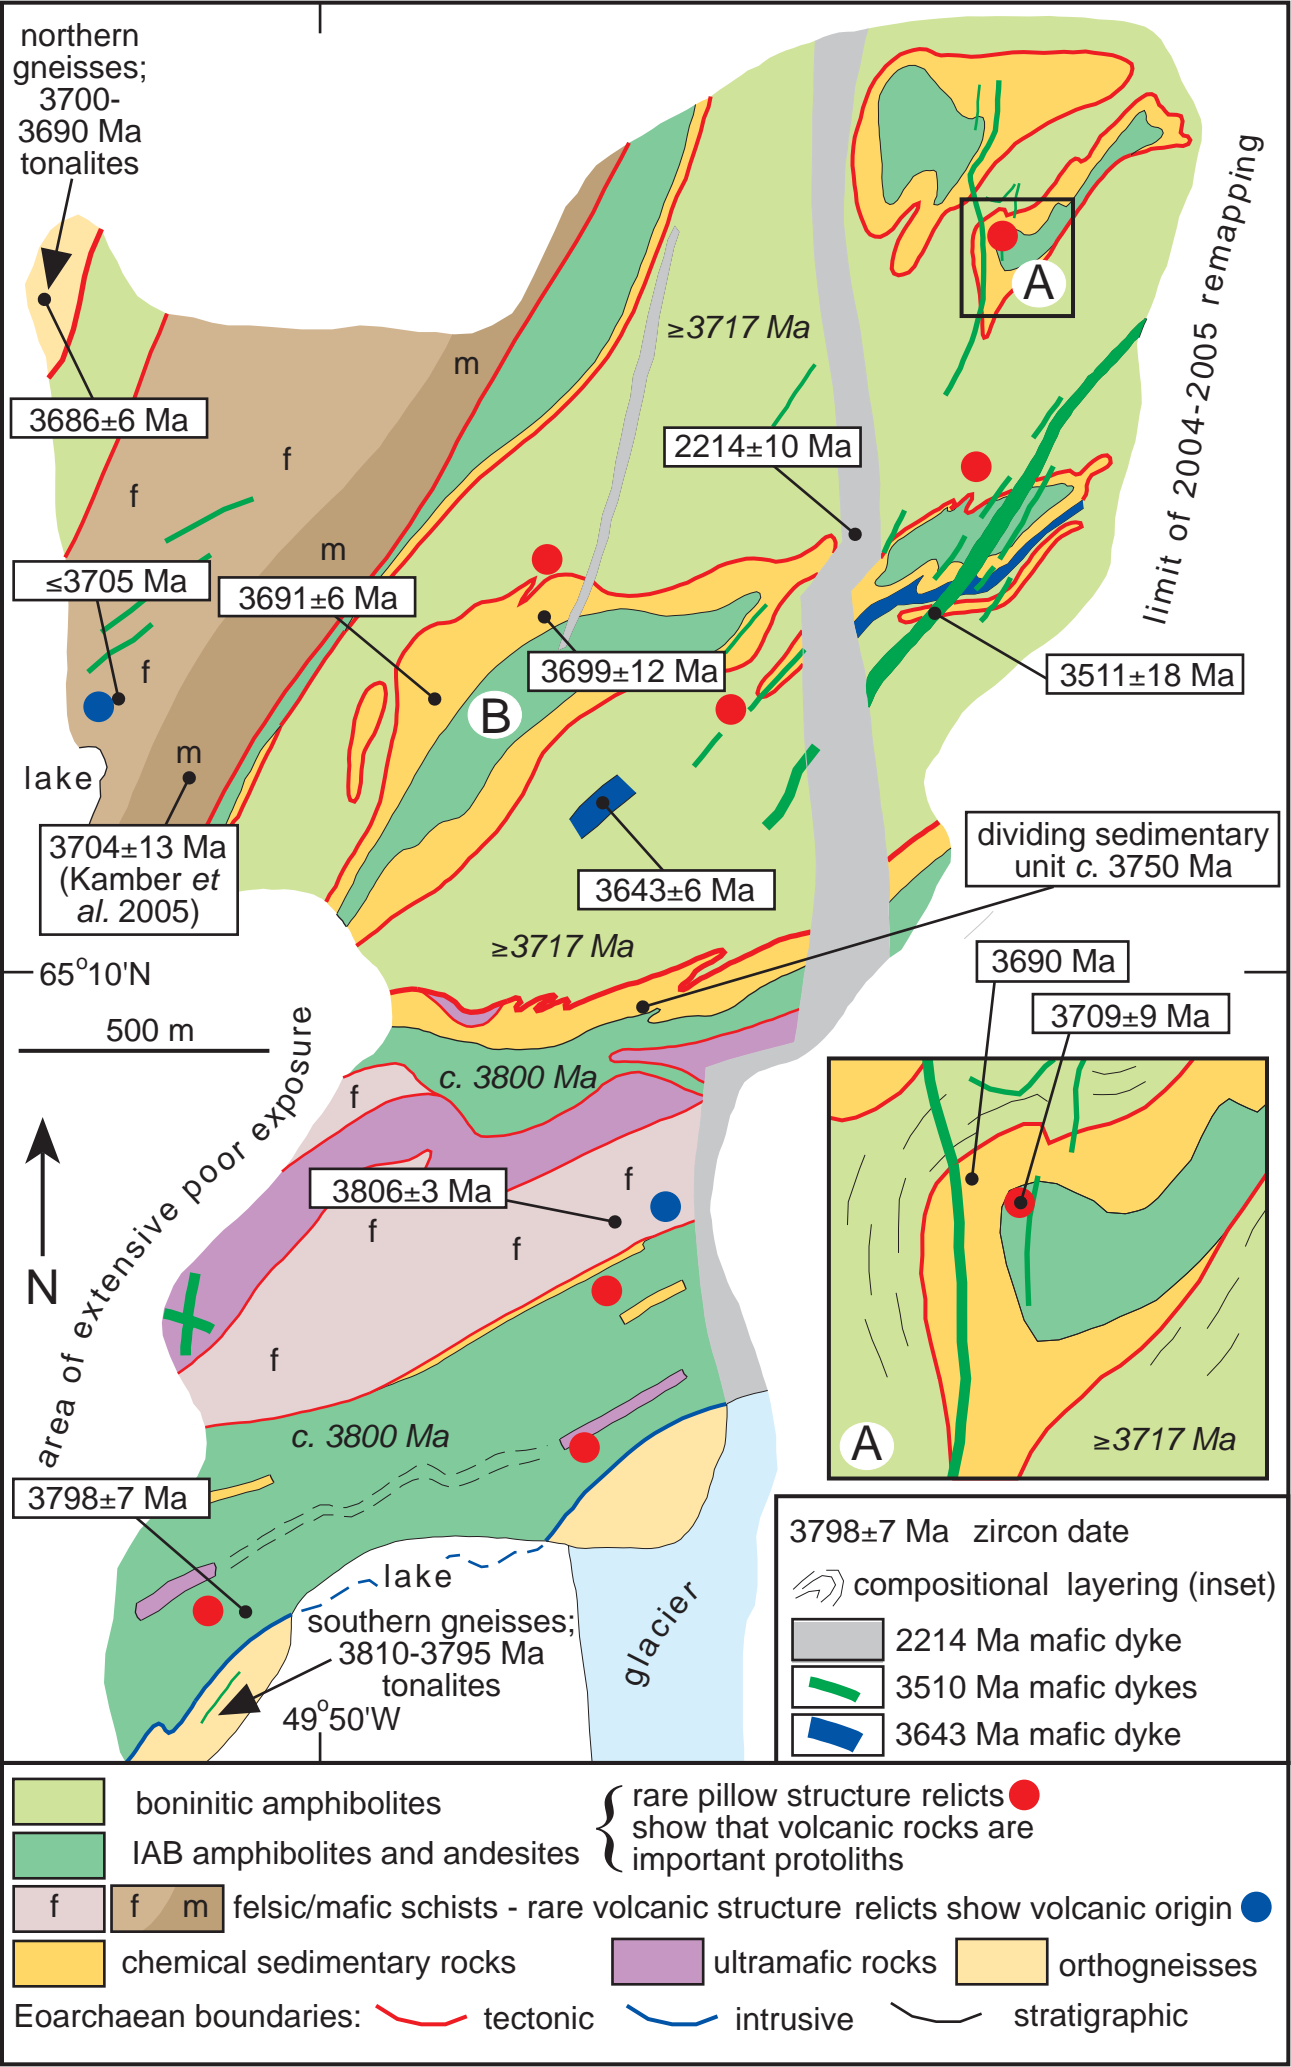 northern
gneisses;
3700-
3690 Ma
tonalites
limit of 2004-2005 remapping
A
≥3717 Ma
m
3686±6 Ma
2214±10 Ma
f
f
m
≤3705 Ma
3691±6 Ma
3699±12 Ma
3511±18 Ma
f
B
m
lake
3704±13 Ma
(Kamber et
al. 2005)
3643±6 Ma
dividing sedimentary
unit c. 3750 Ma
≥3717 Ma
65°10'N
500 m
3690 Ma
3709±9 Ma
area of extensive poor exposure
c. 3800 Ma
f
N
3806±3 Ma
f
f
f
f
c. 3800 Ma
A
≥3717 Ma
3798±7 Ma
lake
southern gneisses;
3810-3795 Ma
tonalites
49°50'W
glacier
3798±7 Ma zircon date
compositional layering (inset)
2214 Ma mafic dyke
3510 Ma mafic dykes
3643 Ma mafic dyke
boninitic amphibolites
IAB amphibolites and andesites
{ rare pillow structure relicts
show that volcanic rocks are
important protoliths
f f m felsic/mafic schists - rare volcanic structure relicts show volcanic origin
chemical sedimentary rocks
ultramafic rocks
orthogneisses
Eoarchaean boundaries: tectonic intrusive stratigraphic